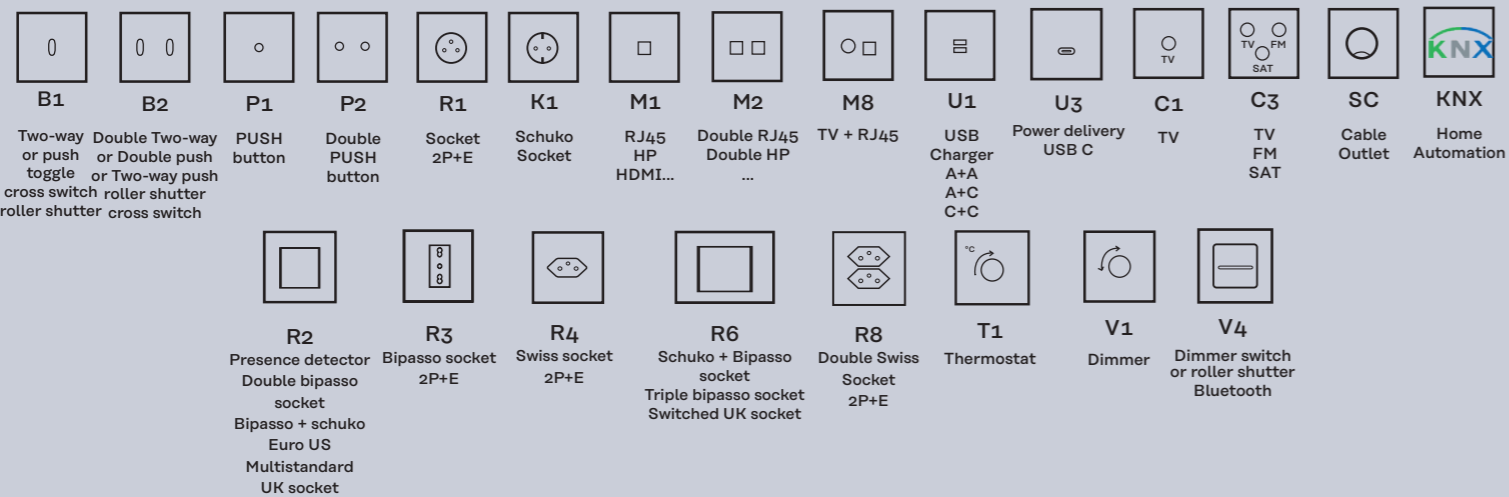 TV
TV
FM
SAT
KNX
B1
B2
P1
P2
R1
K1
M1
M2
M8
U1
U3
C1
C3
SC
KNX
Two-way
or push
toggle
cross switch
roller shutter
Double Two-way
or Double push
or Two-way push
roller shutter
cross switch
PUSH
button
Double
PUSH
button
Socket
2P+E
Schuko
Socket
RJ45
HP
HDMI...
Double RJ45
Double HP
...
TV + RJ45
USB
Charger
A+A
A+C
C+C
Power delivery
USB C
TV
TV
FM
SAT
Cable
Outlet
Home
Automation
°C
R2
Presence detector
Double bipasso
socket
Bipasso + schuko
Euro US
Multistandard
UK socket
R3
Bipasso socket
2P+E
R4
Swiss socket
2P+E
R6
Schuko + Bipasso
socket
Triple bipasso socket
Switched UK socket
R8
Double Swiss
Socket
2P+E
T1
Thermostat
V1
Dimmer
V4
Dimmer switch
or roller shutter
Bluetooth